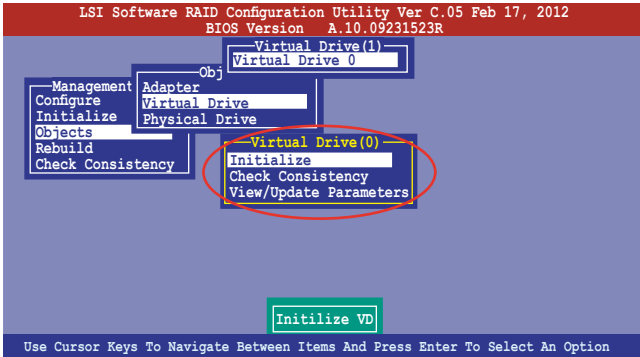 LSI Software RAID Configuration Utility Ver C.05 Feb 17, 2012
BIOS Version   A.10.09231523R
Virtual Drive(1)
Virtual Drive 0
Obj
Adapter
Virtual Drive
Physical Drive
Management
Configure
Initialize
Objects
Rebuild
Check Consistency
Virtual Drive(0)
Initialize
Check Consistency
View/Update Parameters
Initilize VD
Use Cursor Keys To Navigate Between Items And Press Enter To Select An Option